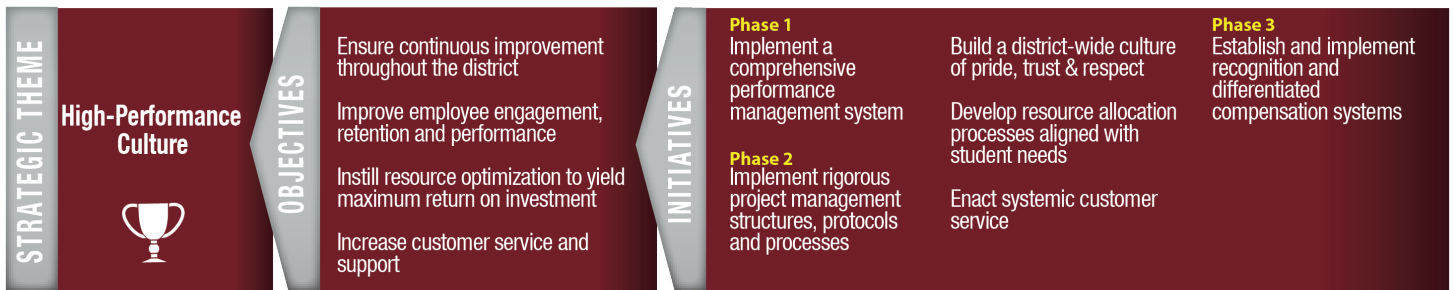 STRATEGIC THEME
High-Performance
Culture
OBJECTIVES
Ensure continuous improvement
throughout the district
Improve employee engagement,
retention and performance
Instill resource optimization to yield
maximum return on investment
Increase customer service and
support
INITIATIVES
Phase 1
Implement a
comprehensive
performance
management system
Phase 2
Implement rigorous
project management
structures, protocols
and processes
Build a district-wide culture
of pride, trust & respect
Develop resource allocation
processes aligned with
student needs
Enact systemic customer
service
Phase 3
Establish and implement
recognition and
differentiated
compensation systems